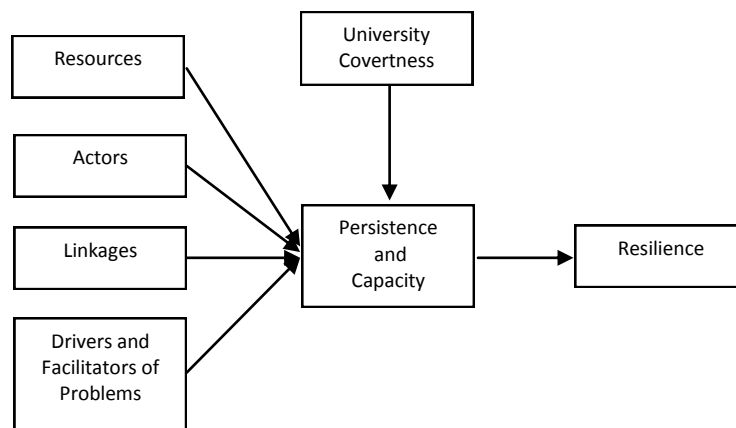 Resources
University
Covertness
Actors
Linkages
Persistence
and
Capacity
Resilience
Drivers and
Facilitators of
Problems